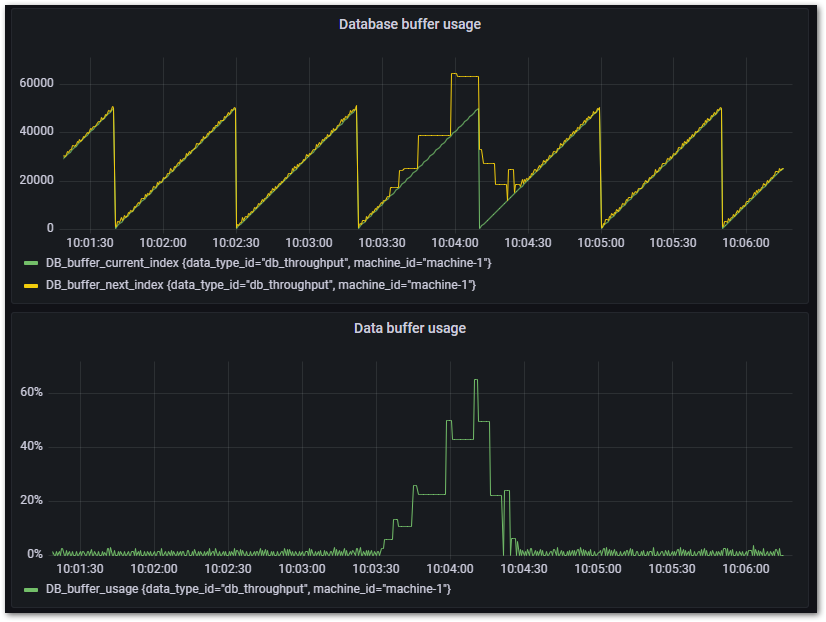 Database buffer usage
60000
40000
20000
0
10:01:30 10:02:00 10:02:30 10:03:00 10:03:30 10:04:00 10:04:30 10:05:00 10:05:30 10:06:00
DB_buffer_current_index {data_type_id="db_throughput", machine_id="machine-1"}
DB_buffer_next_index {data_type_id="db_throughput", machine_id="machine-1"}
Data buffer usage
60%
40%
20%
0%
10:01:30 10:02:00 10:02:30 10:03:00 10:03:30 10:04:00 10:04:30 10:05:00 10:05:30 10:06:00
DB_buffer_usage {data_type_id="db_throughput", machine_id="machine-1"}